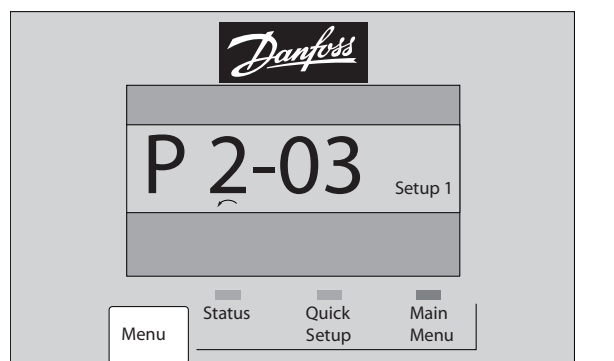 Danfoss
P 2-03
Setup 1
Status
Quick Setup
Main Menu
Menu